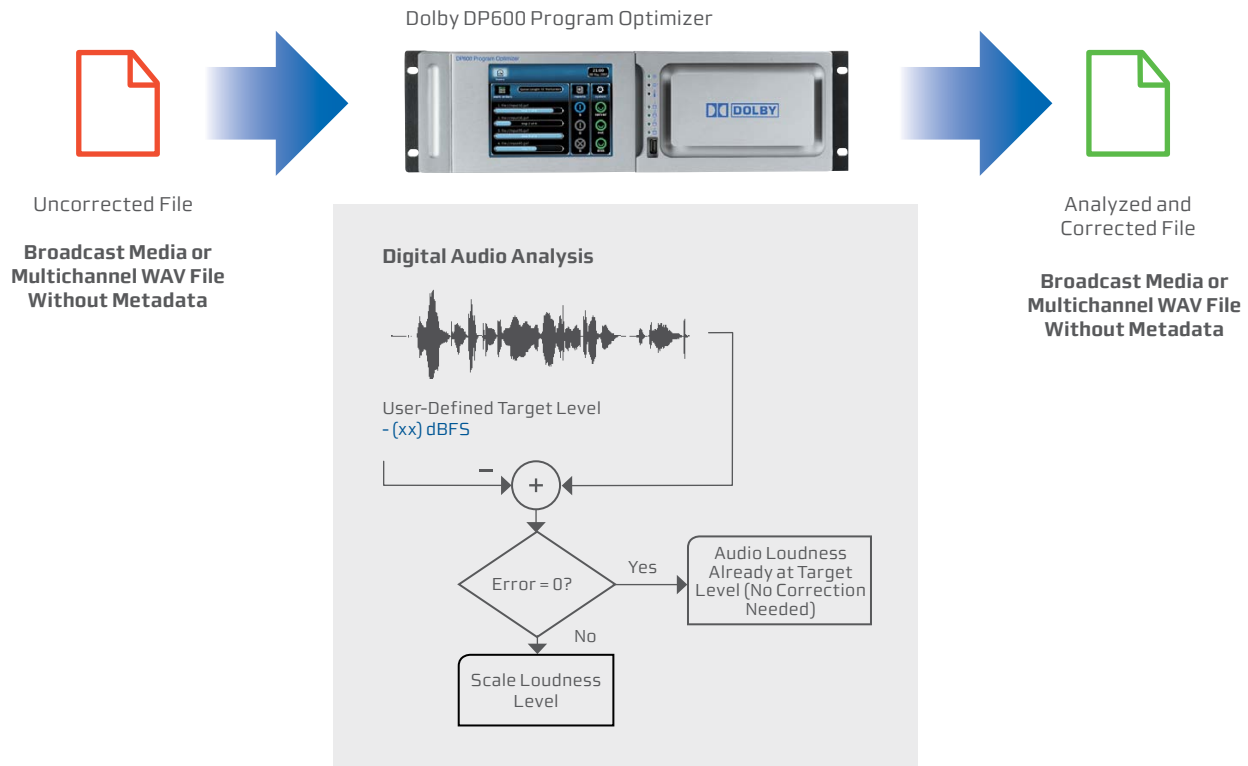 Dolby DP600 Program Optimizer
DP600 Program Optimizer
DOLBY
Uncorrected File
Broadcast Media or
Multichannel WAV File
Without Metadata
Analyzed and
Corrected File
Broadcast Media or
Multichannel WAV File
Without Metadata
Digital Audio Analysis
User-Defined Target Level
- (xx) dBFS
−
+
Error = 0?
Yes
Audio Loudness
Already at Target
Level (No Correction
Needed)
No
Scale Loudness
Level